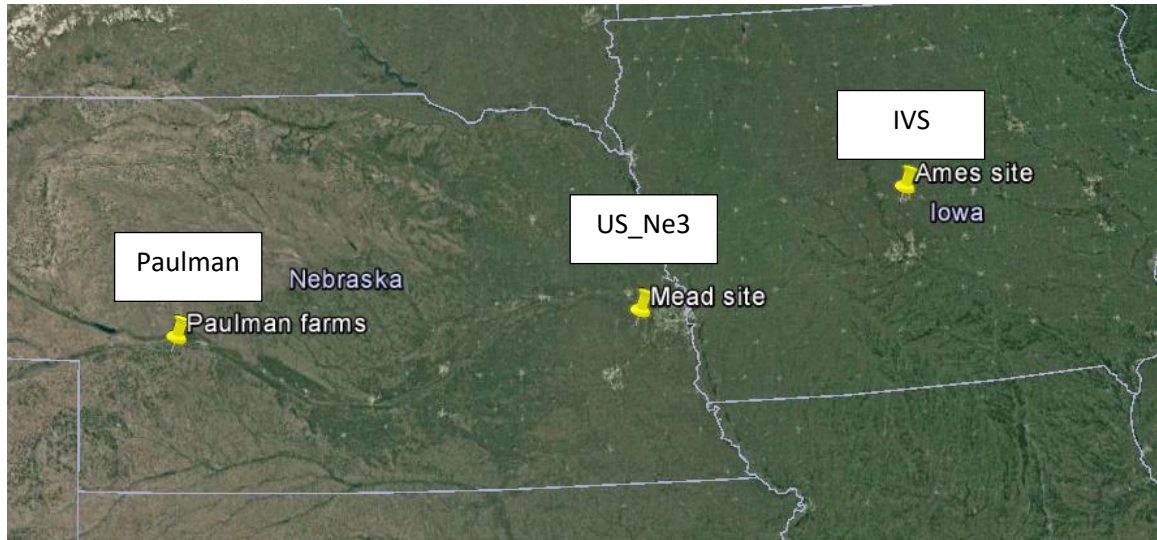 IVS
Ames site
Iowa
US_Ne3
Mead site
Paulman
Nebraska
Paulman farms